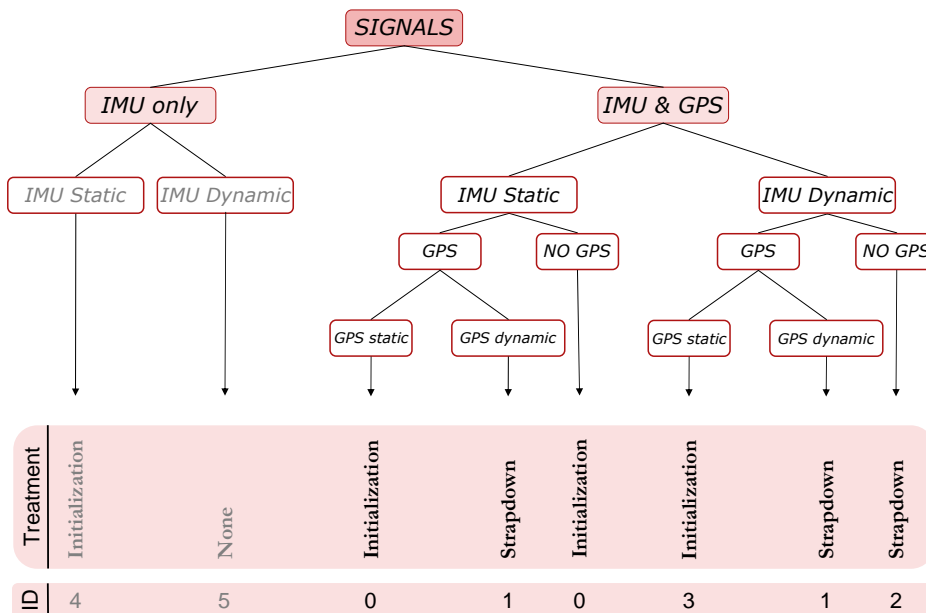 SIGNALS
IMU only
IMU & GPS
IMU Static
IMU Dynamic
IMU Static
IMU Dynamic
GPS
NO GPS
GPS
NO GPS
GPS static
GPS dynamic
GPS static
GPS dynamic
Treatment
Initialization
None
Initialization
Strapdown
Initialization
Initialization
Strapdown
Strapdown
ID
4
5
0
1
0
3
1
2